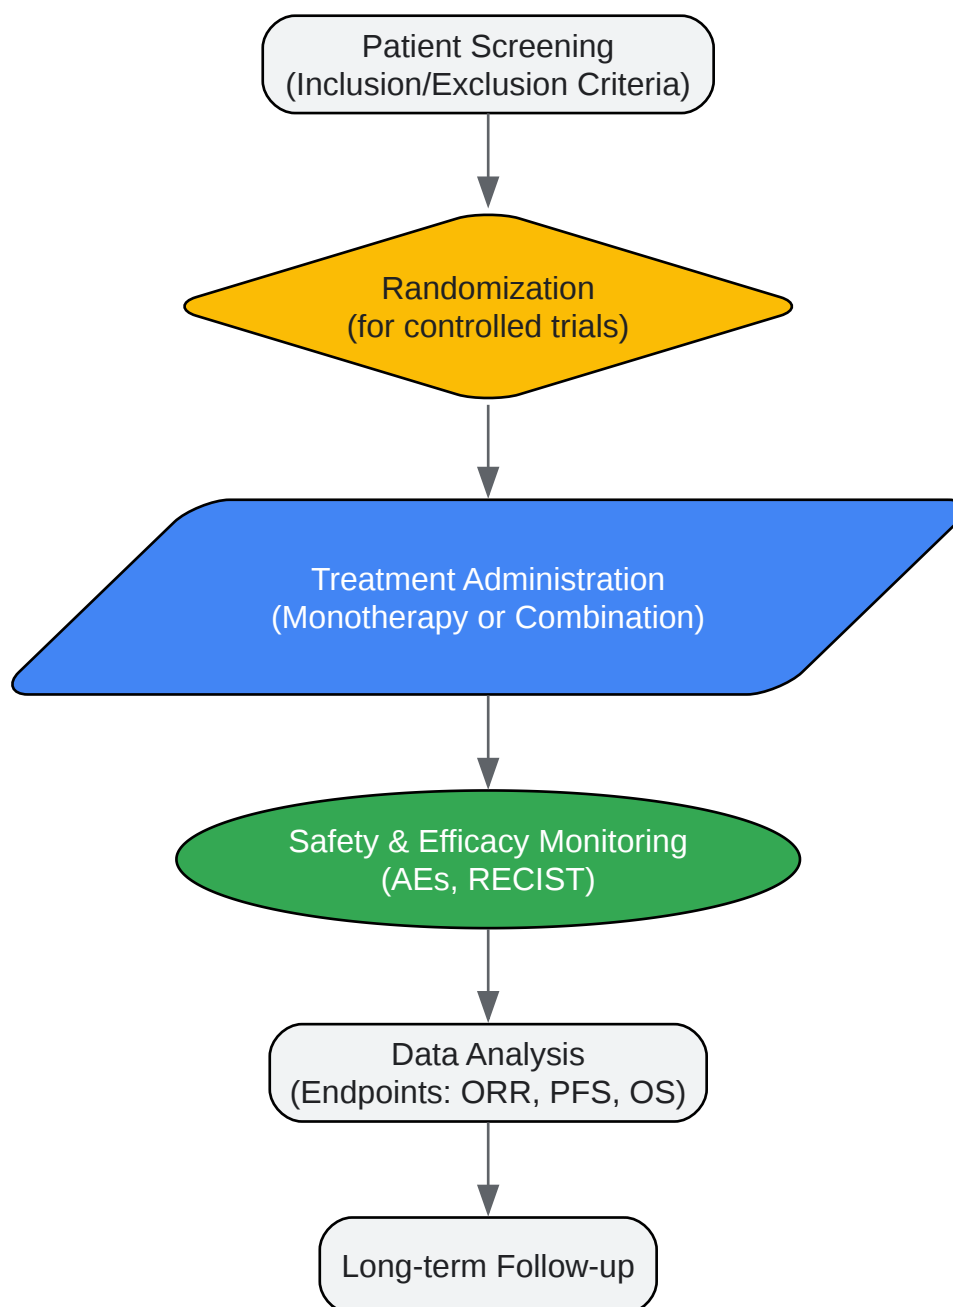 Patient Screening
(Inclusion/Exclusion Criteria)
Randomization
(for controlled trials)
Treatment Administration
(Monotherapy or Combination)
Safety & Efficacy Monitoring
(AEs, RECIST)
Data Analysis
(Endpoints: ORR, PFS, OS)
Long-term Follow-up